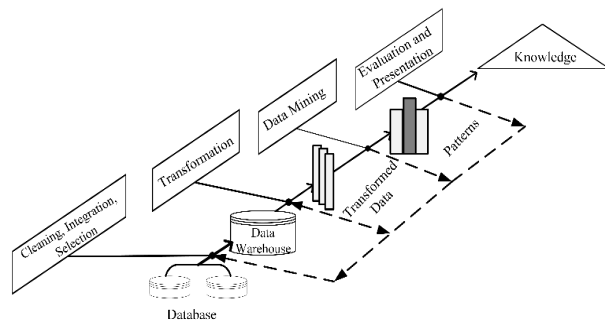 Evaluation and
Presentation
Knowledge
Data Mining
Transformation
Patterns
Transformed
Data
Cleaning, Integration,
Selection
Data
Warehouse
Database